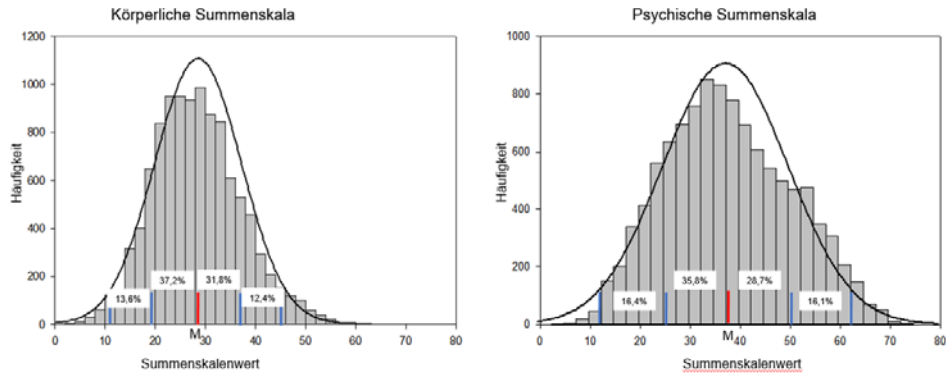 Körperliche Summenskala
1200
1000
800
600
400
200
0
Häufigkeit
13,6%
37,2%
31,8%
12,4%
0 10 20 30 40 50 60 70 80
M
Summenskalenwert
Psychische Summenskala
1000
800
600
400
200
0
Häufigkeit
16,4%
35,8%
28,7%
16,1%
0 10 20 30 40 50 60 70 80
M
Summenskalenwert